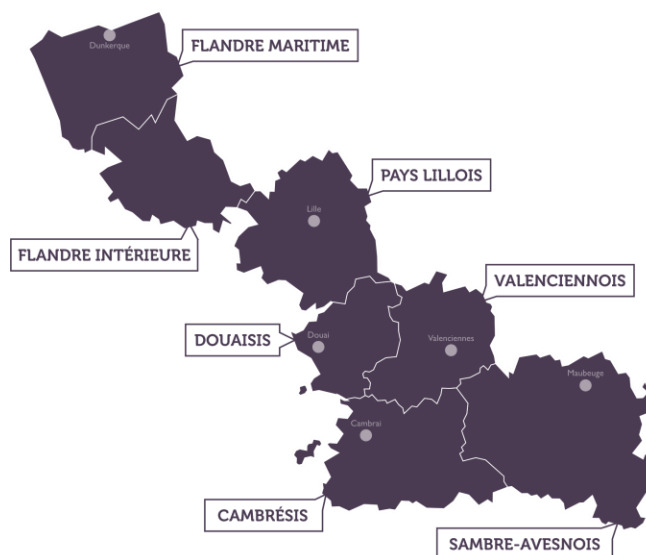 Dunkerque
FLANDRE MARITIME
PAYS LILLOIS
Lille
FLANDRE INTÉRIEURE
VALENCIENNOIS
DOUAISIS
Douai
Valenciennes
Maubeuge
Cambrai
CAMBRÉSIS
SAMBRE-AVESNOIS